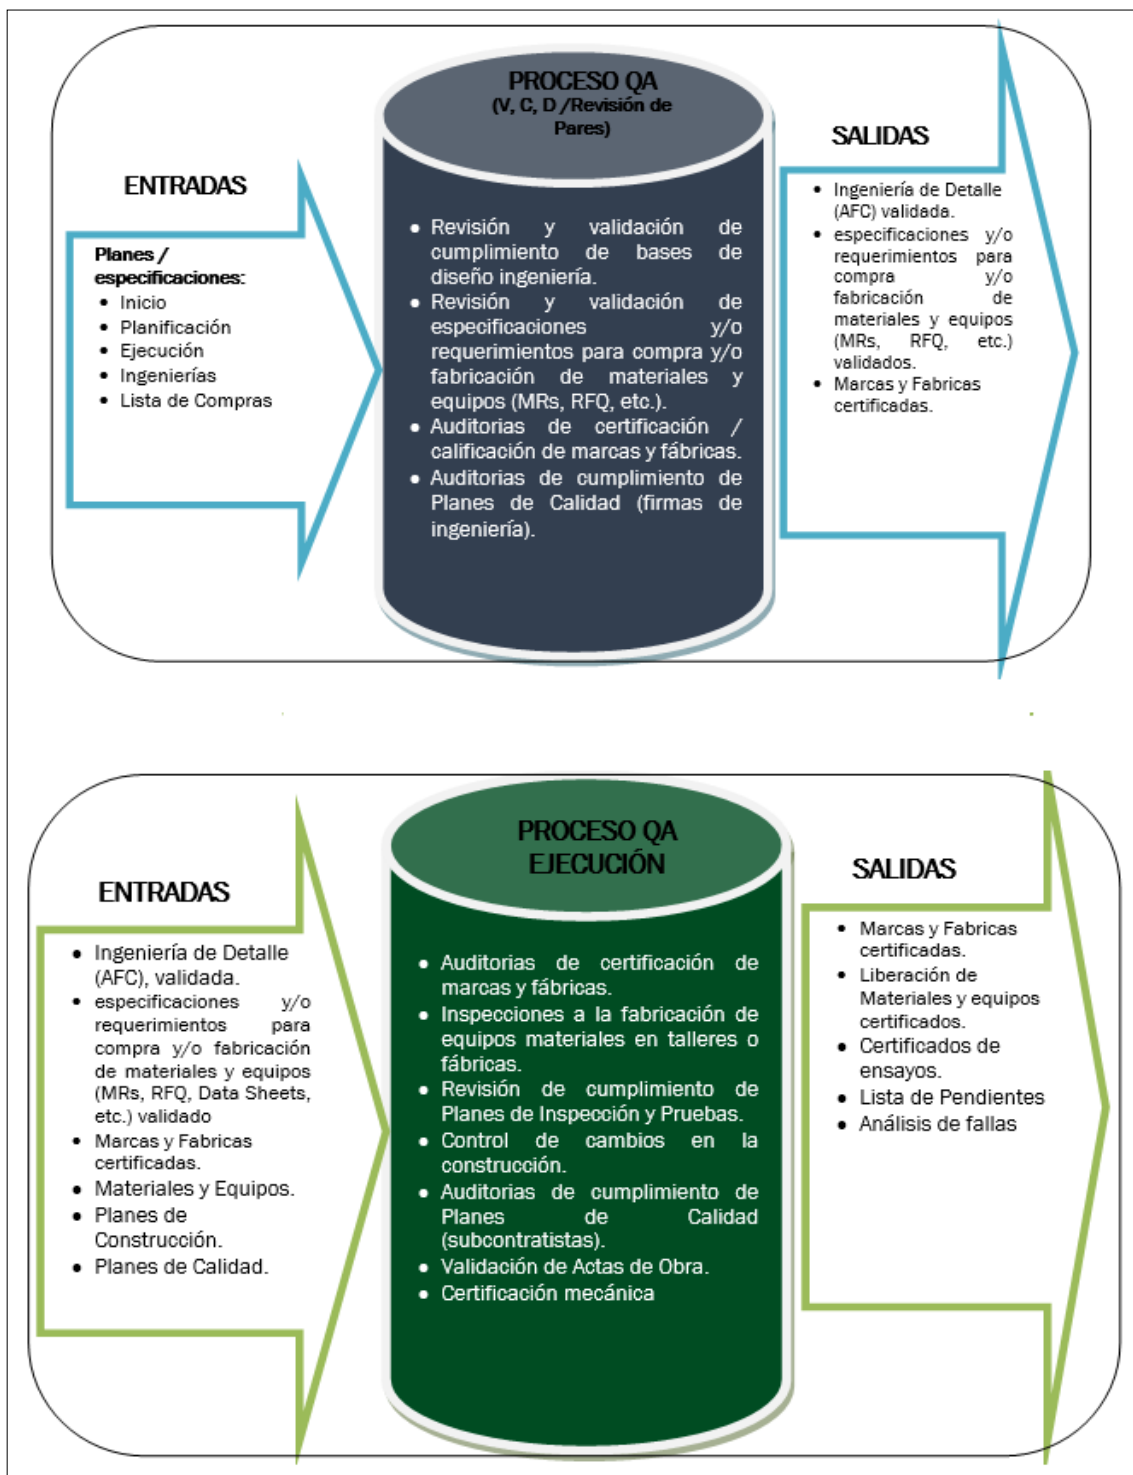 ENTRADAS
Planes /
especificaciones:
• Inicio
• Planificación
• Ejecución
• Ingenierías
• Lista de Compras
PROCESO QA
(V, C, D /Revisión de
Pares)
• Revisión y validación de
cumplimiento de bases de
diseño ingeniería.
• Revisión y validación de
especificaciones y/o
requerimientos para compra y/o
fabricación de materiales y
equipos (MRs, RFQ, etc.).
• Auditorias de certificación /
calificación de marcas y fábricas.
• Auditorias de cumplimiento de
Planes de Calidad (firmas de
ingeniería).
SALIDAS
• Ingeniería de Detalle
(AFC) validada.
• especificaciones y/o
requerimientos para
compra y/o
fabricación de
materiales y equipos
(MRs, RFQ, etc.)
validados.
• Marcas y Fabricas
certificadas.
ENTRADAS
• Ingeniería de Detalle
(AFC), validada.
• especificaciones y/o
requerimientos para
compra y/o fabricación
de materiales y equipos
(MRs, RFQ, Data Sheets,
etc.) validado
• Marcas y Fabricas
certificadas.
• Materiales y Equipos.
• Planes de
Construcción.
• Planes de Calidad.
PROCESO QA
EJECUCIÓN
• Auditorias de certificación de
marcas y fábricas.
• Inspecciones a la fabricación de
equipos materiales en talleres o
fábricas.
• Revisión de cumplimiento de
Planes de Inspección y Pruebas.
• Control de cambios en la
construcción.
• Auditorias de cumplimiento de
Planes de Calidad
(subcontratistas).
• Validación de Actas de Obra.
• Certificación mecánica
SALIDAS
• Marcas y Fabricas
certificadas.
• Liberación de
Materiales y equipos
certificados.
• Certificados de
ensayos.
• Lista de Pendientes
• Análisis de fallas